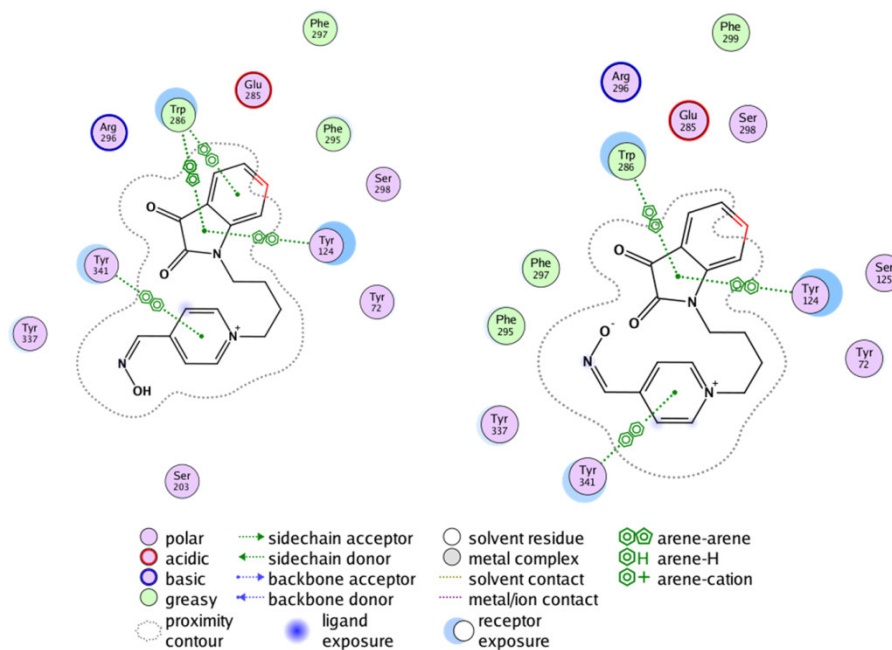 Phe
297
Glu
285
Trp
286
Arg
296
Phe
295
Ser
298
O
O
N
Tyr
124
Tyr
341
Tyr
72
Tyr
337
N+
N
OH
Ser
203
Phe
299
Arg
296
Glu
285
Ser
298
Trp
286
Phe
297
O
O
N
Ser
125
Tyr
124
Phe
295
O-
Tyr
72
N
N+
Tyr
337
Tyr
341
polar
acidic
basic
greasy
proximity
contour
sidechain acceptor
sidechain donor
backbone acceptor
backbone donor
ligand
exposure
solvent residue
metal complex
solvent contact
metal/ion contact
receptor
exposure
arene-arene
H arene-H
+ arene-cation